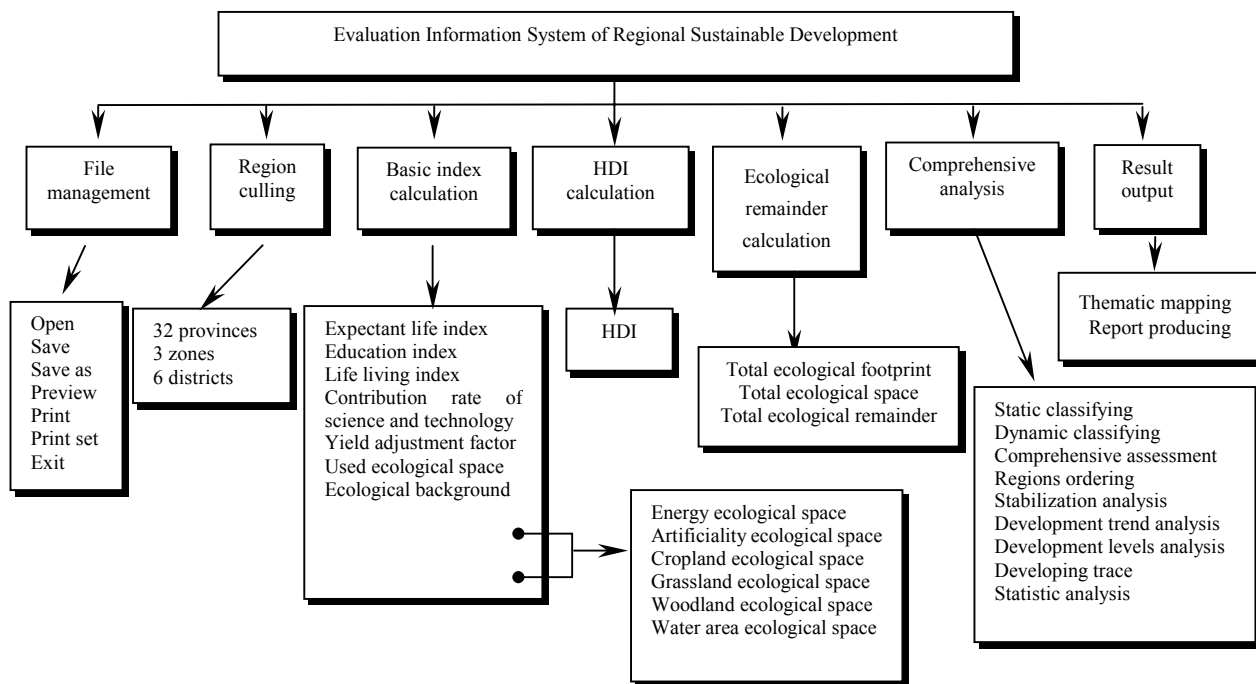 Evaluation Information System of Regional Sustainable Development
File
management
Region
culling
Basic index
calculation
HDI
calculation
Ecological
remainder
calculation
Comprehensive
analysis
Result
output
Open
Save
Save as
Preview
Print
Print set
Exit
32 provinces
3 zones
6 districts
Expectant life index
Education index
Life living index
Contribution rate of
science and technology
Yield adjustment factor
Used ecological space
Ecological background
HDI
Total ecological footprint
Total ecological space
Total ecological remainder
Thematic mapping
Report producing
Energy ecological space
Artificiality ecological space
Cropland ecological space
Grassland ecological space
Woodland ecological space
Water area ecological space
Static classifying
Dynamic classifying
Comprehensive assessment
Regions ordering
Stabilization analysis
Development trend analysis
Development levels analysis
Developing trace
Statistic analysis